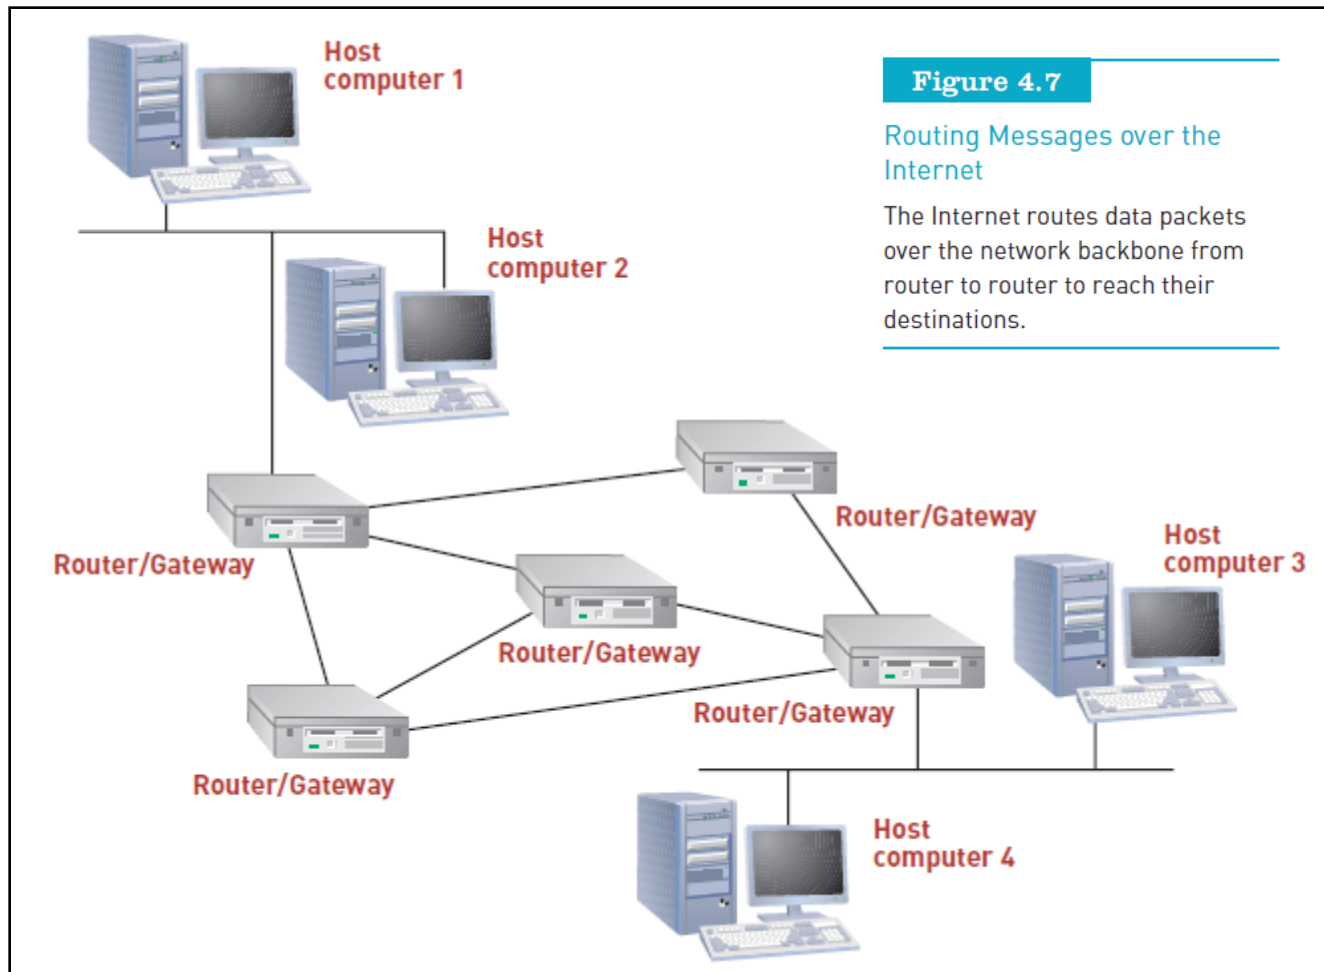 Host
computer 1
Figure 4.7
Routing Messages over the
Internet
The Internet routes data packets
over the network backbone from
router to router to reach their
destinations.
Host
computer 2
Router/Gateway
Router/Gateway
Host
computer 3
Router/Gateway
Router/Gateway
Router/Gateway
Host
computer 4